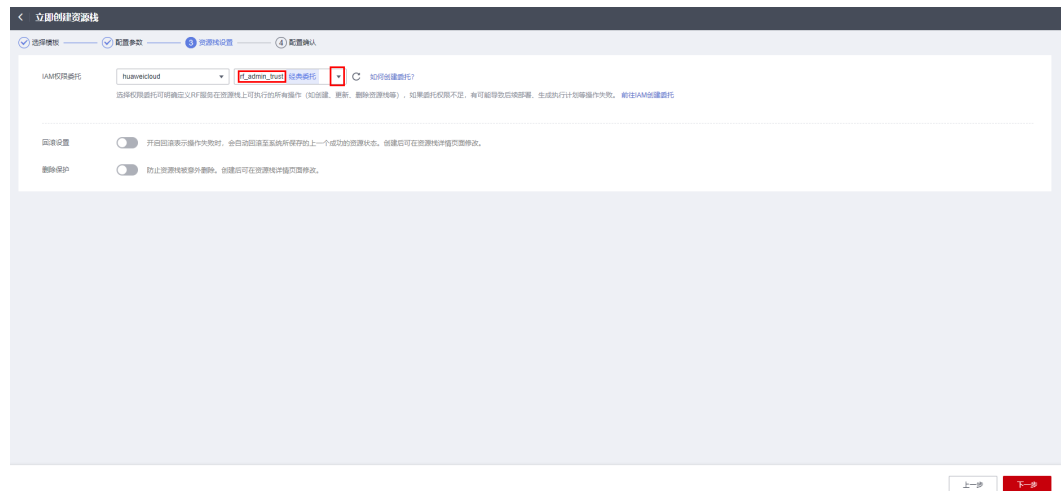 < 立即创建资源栈
选择模板 配置参数 3 资源栈设置 4 配置确认
IAM权限委托 huaweicloud rf_admin_trust 经典委托 如何创建委托?
选择权限委托可明确定义RF服务在资源栈上可执行的所有操作（如创建、更新、删除资源栈等），如果委托权限不足，有可能导致后续部署、生成执行计划等操作失败。 前往IAM创建委托
回滚设置 开启回滚表示操作失败时，会自动回滚至系统所保存的上一个成功的资源状态。创建后可在资源栈详情页面修改。
删除保护 防止资源栈被意外删除。创建后可在资源栈详情页面修改。
上一步 下一步